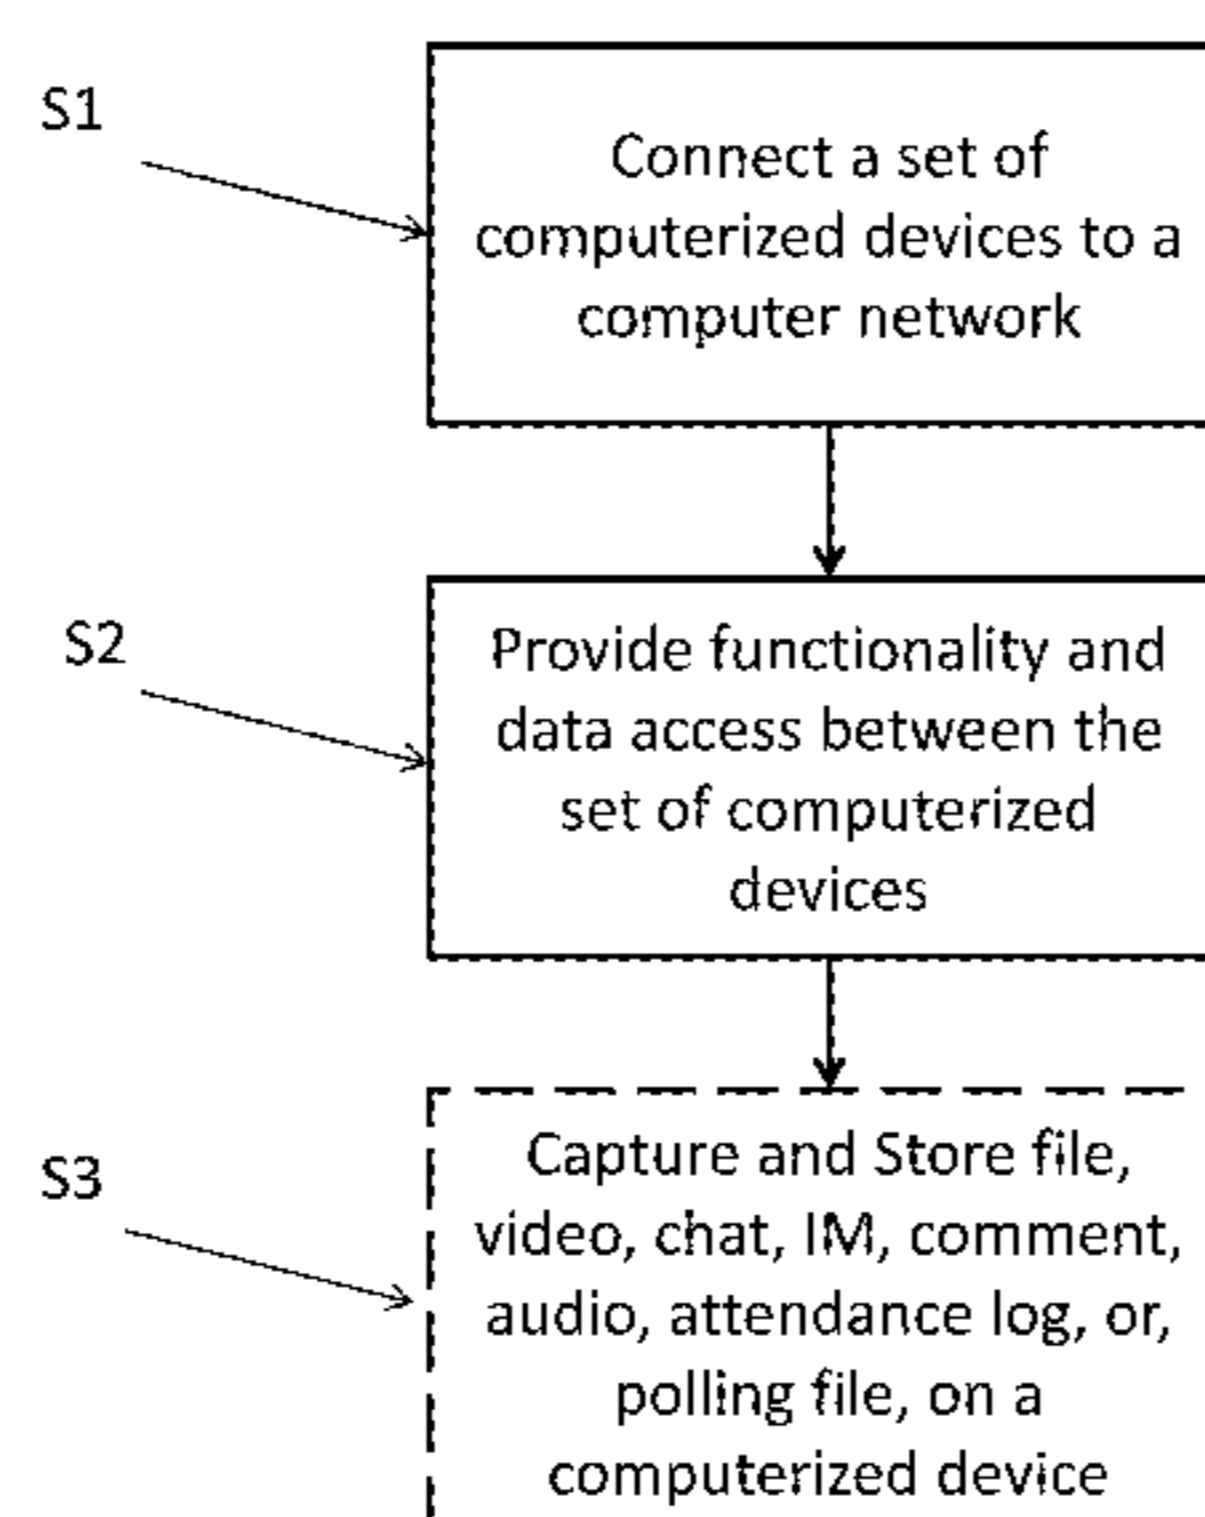 S1
Connect a set of
computerized devices to a
computer network
S2
Provide functionality and
data access between the
set of computerized
devices
S3
Capture and Store file,
video, chat, IM, comment,
audio, attendance log, or,
polling file, on a
computerized device